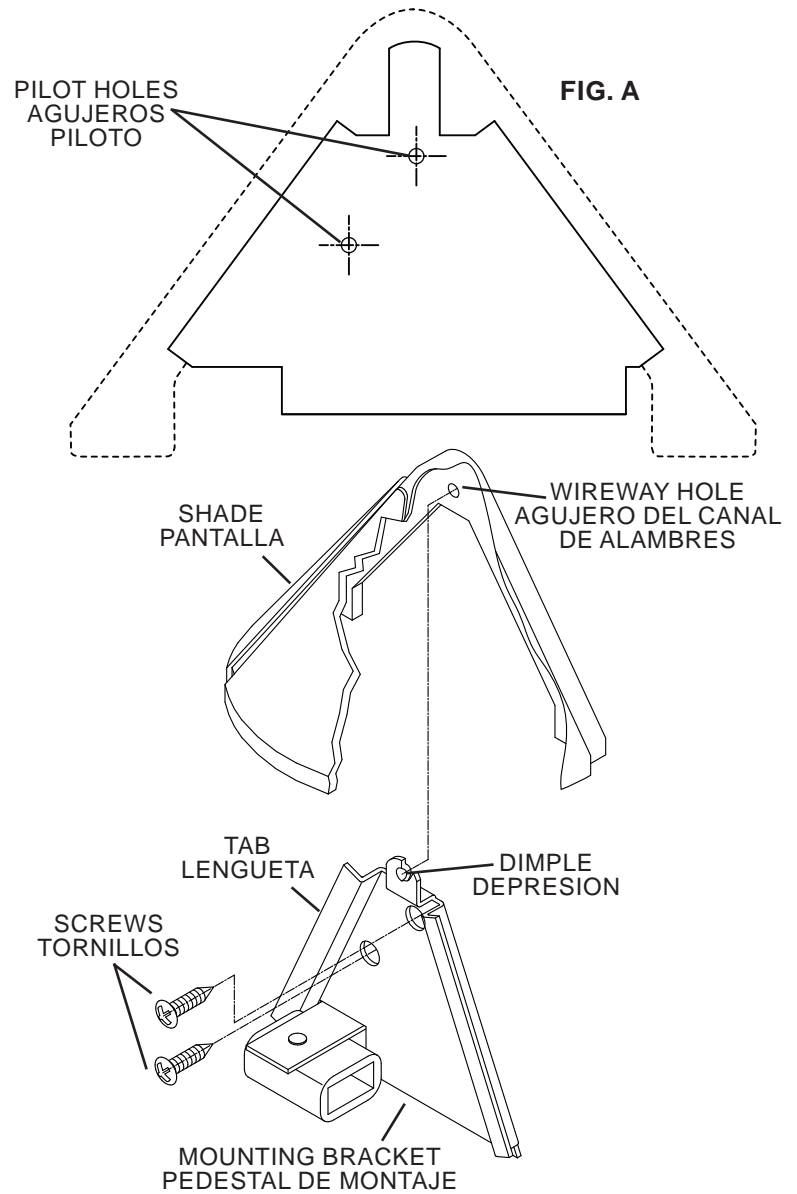 PILOT HOLES
AGUJEROS
PILOTO
FIG. A
SHADE
PANTALLA
WIREWAY HOLE
AGUJERO DEL CANAL
DE ALAMBRES
TAB
LENGUETA
DIMPLE
DEPRESION
SCREWS
TORNILLOS
MOUNTING BRACKET
PEDESTAL DE MONTAJE